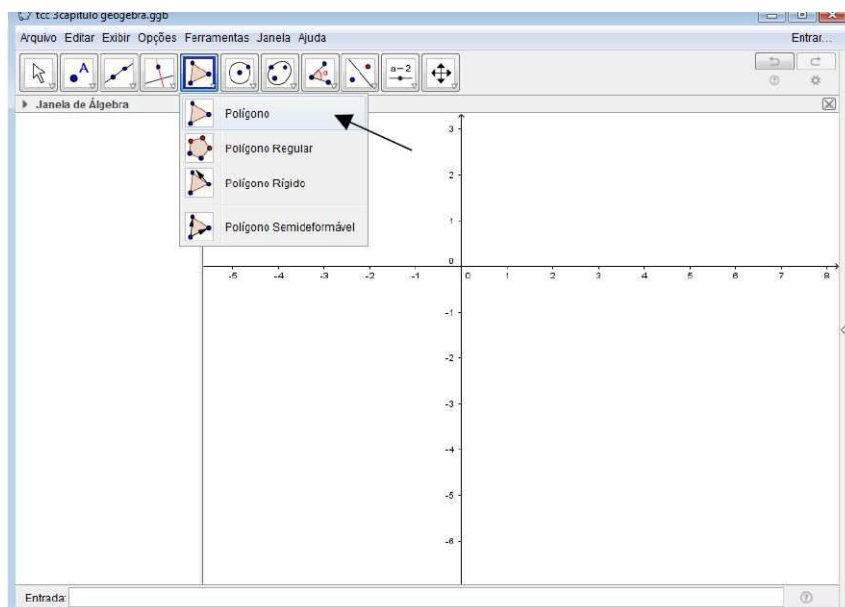 tcc 3capitulo geogebra.ggb
Arquivo Editar Exibir Opções Ferramentas Janela Ajuda Entrar...
A α a=2
Janela de Álgebra
Polígono
Polígono Regular
Polígono Rígido
Polígono Semideformável
3
2
1
0
-5 -4 -3 -2 -1 0 1 2 3 4 5 6 7 8
-1
-2
-3
-4
-5
-6
Entrada: